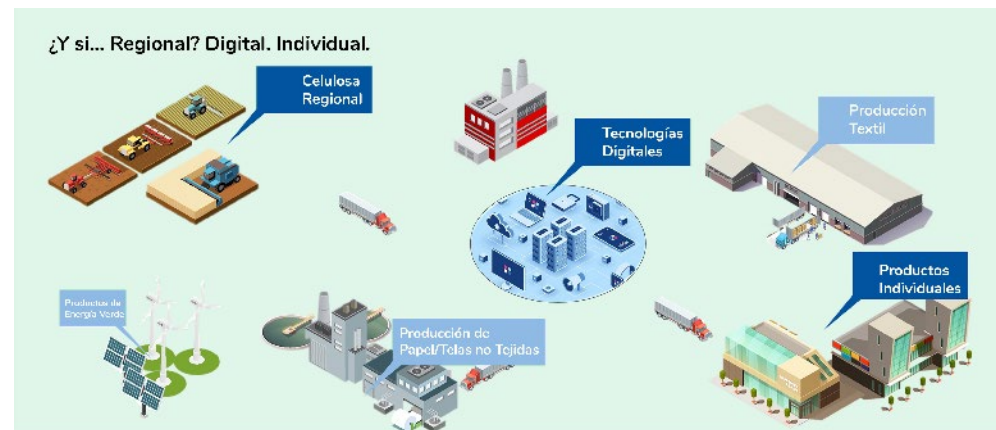 ¿Y si... Regional? Digital. Individual.
Celulosa
Regional
Tecnologías
Digitales
Producción
Textil
Productos de
Energía Verde
Producción de
Papel/Telas no Tejidas
Productos
Individuales